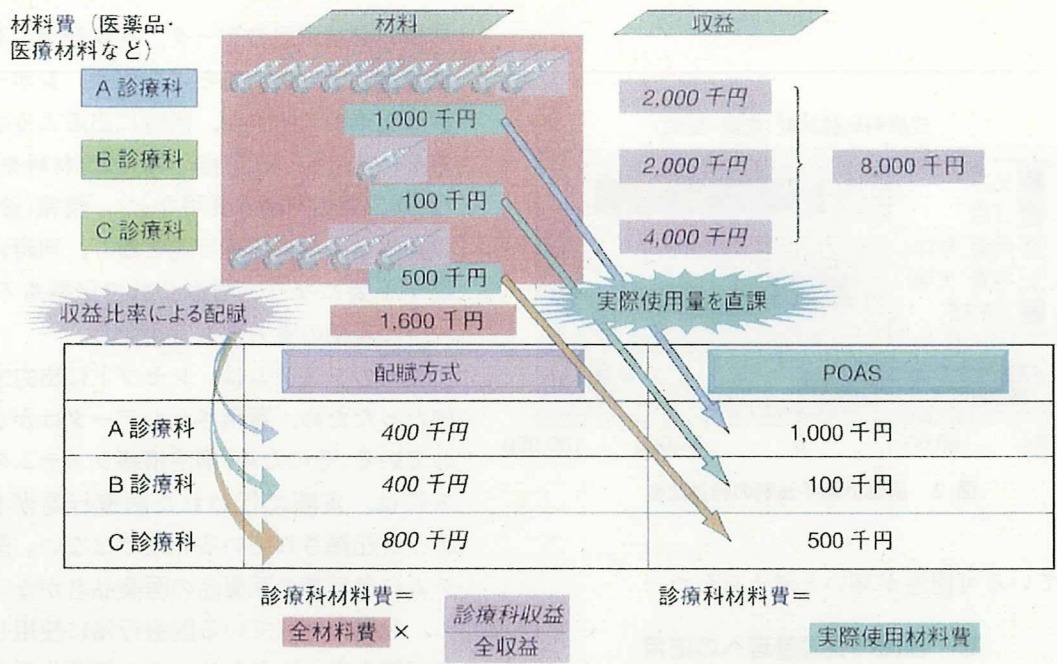 材料費（医薬品・
医療材料など）
材料
収益
A 診療科
1,000 千円
2,000 千円
B 診療科
100 千円
2,000 千円
8,000 千円
C 診療科
500 千円
4,000 千円
収益比率による配賦
1,600 千円
実際使用量を直課
配賦方式
POAS
A 診療科
400 千円
1,000 千円
B 診療科
400 千円
100 千円
C 診療科
800 千円
500 千円
診療科材料費＝
全材料費 ×
診療科収益
全収益
診療科材料費＝
実際使用材料費